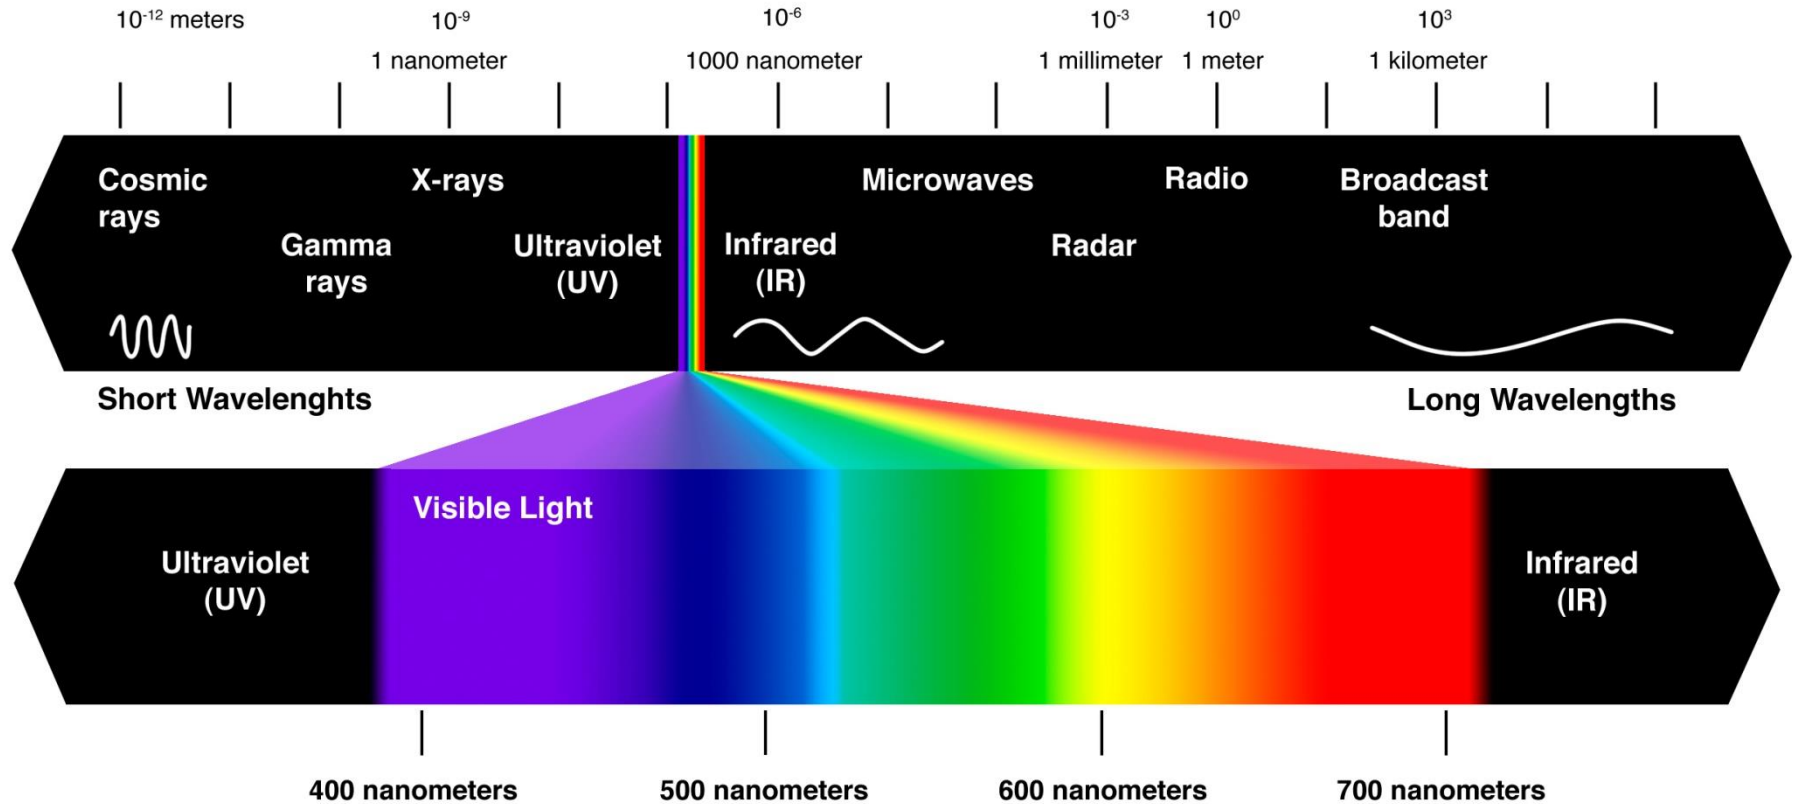 10⁻¹² meters 10⁻⁹ 10⁻⁶ 10⁻³ 10⁰ 10³
1 nanometer 1000 nanometer 1 millimeter 1 meter 1 kilometer
Cosmic
rays
Gamma
rays
X-rays
Ultraviolet
(UV)
Infrared
(IR)
Microwaves
Radar
Radio
Broadcast
band
Short Wavelenghts
Long Wavelengths
Visible Light
Ultraviolet
(UV)
Infrared
(IR)
400 nanometers 500 nanometers 600 nanometers 700 nanometers